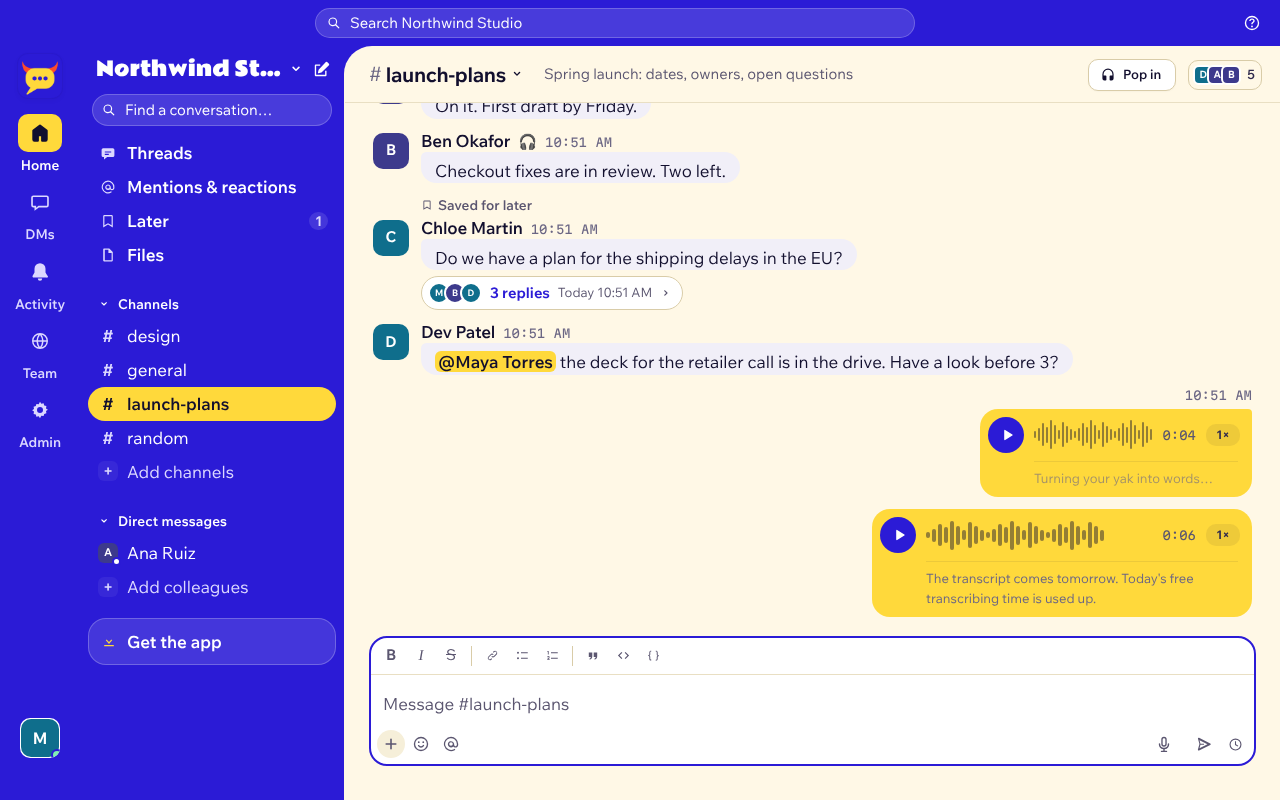 Search Northwind Studio
Home
DMs
Activity
Team
Admin
M
Northwind St...
Find a conversation...
Threads
Mentions & reactions
Later 1
Files
Channels
# design
# general
# launch-plans
# random
+ Add channels
Direct messages
A Ana Ruiz
+ Add colleagues
Get the app
# launch-plans Spring launch: dates, owners, open questions Pop in D A B 5
On it. First draft by Friday.
B Ben Okafor 🎧 10:51 AM
Checkout fixes are in review. Two left.
Saved for later
C Chloe Martin 10:51 AM
Do we have a plan for the shipping delays in the EU?
M B D 3 replies Today 10:51 AM
D Dev Patel 10:51 AM
@Maya Torres the deck for the retailer call is in the drive. Have a look before 3?
10:51 AM
0:04 1×
Turning your yak into words...
0:06 1×
The transcript comes tomorrow. Today's free
transcribing time is used up.
B I S
Message #launch-plans